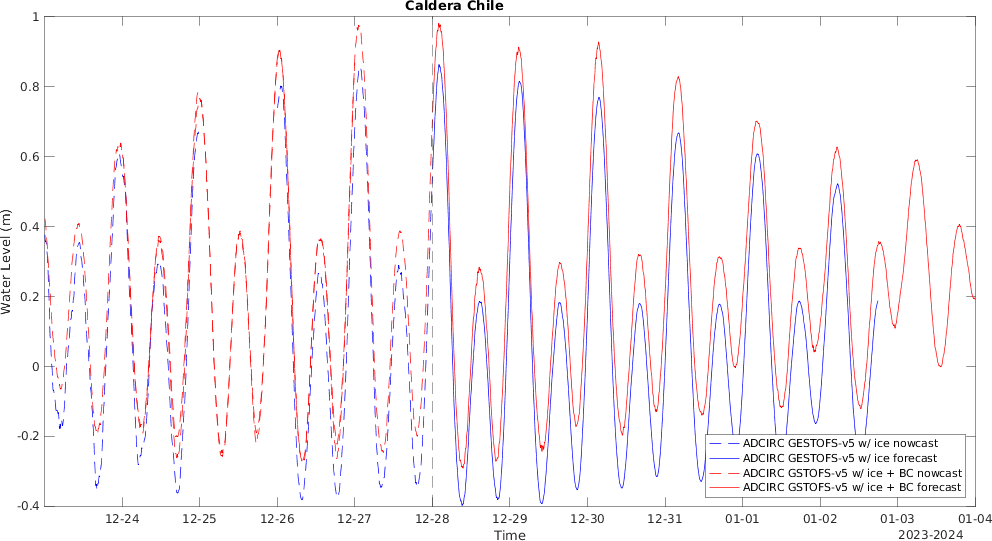 Caldera Chile
1
0.8
0.6
0.4
0.2
0
-0.2
-0.4
Water Level (m)
ADCIRC GESTOFS-v5 w/ ice nowcast
ADCIRC GESTOFS-v5 w/ ice forecast
ADCIRC GSTOFS-v5 w/ ice + BC nowcast
ADCIRC GSTOFS-v5 w/ ice + BC forecast
12-24 12-25 12-26 12-27 12-28 12-29 12-30 12-31 01-01 01-02 01-03 01-04
Time
2023-2024